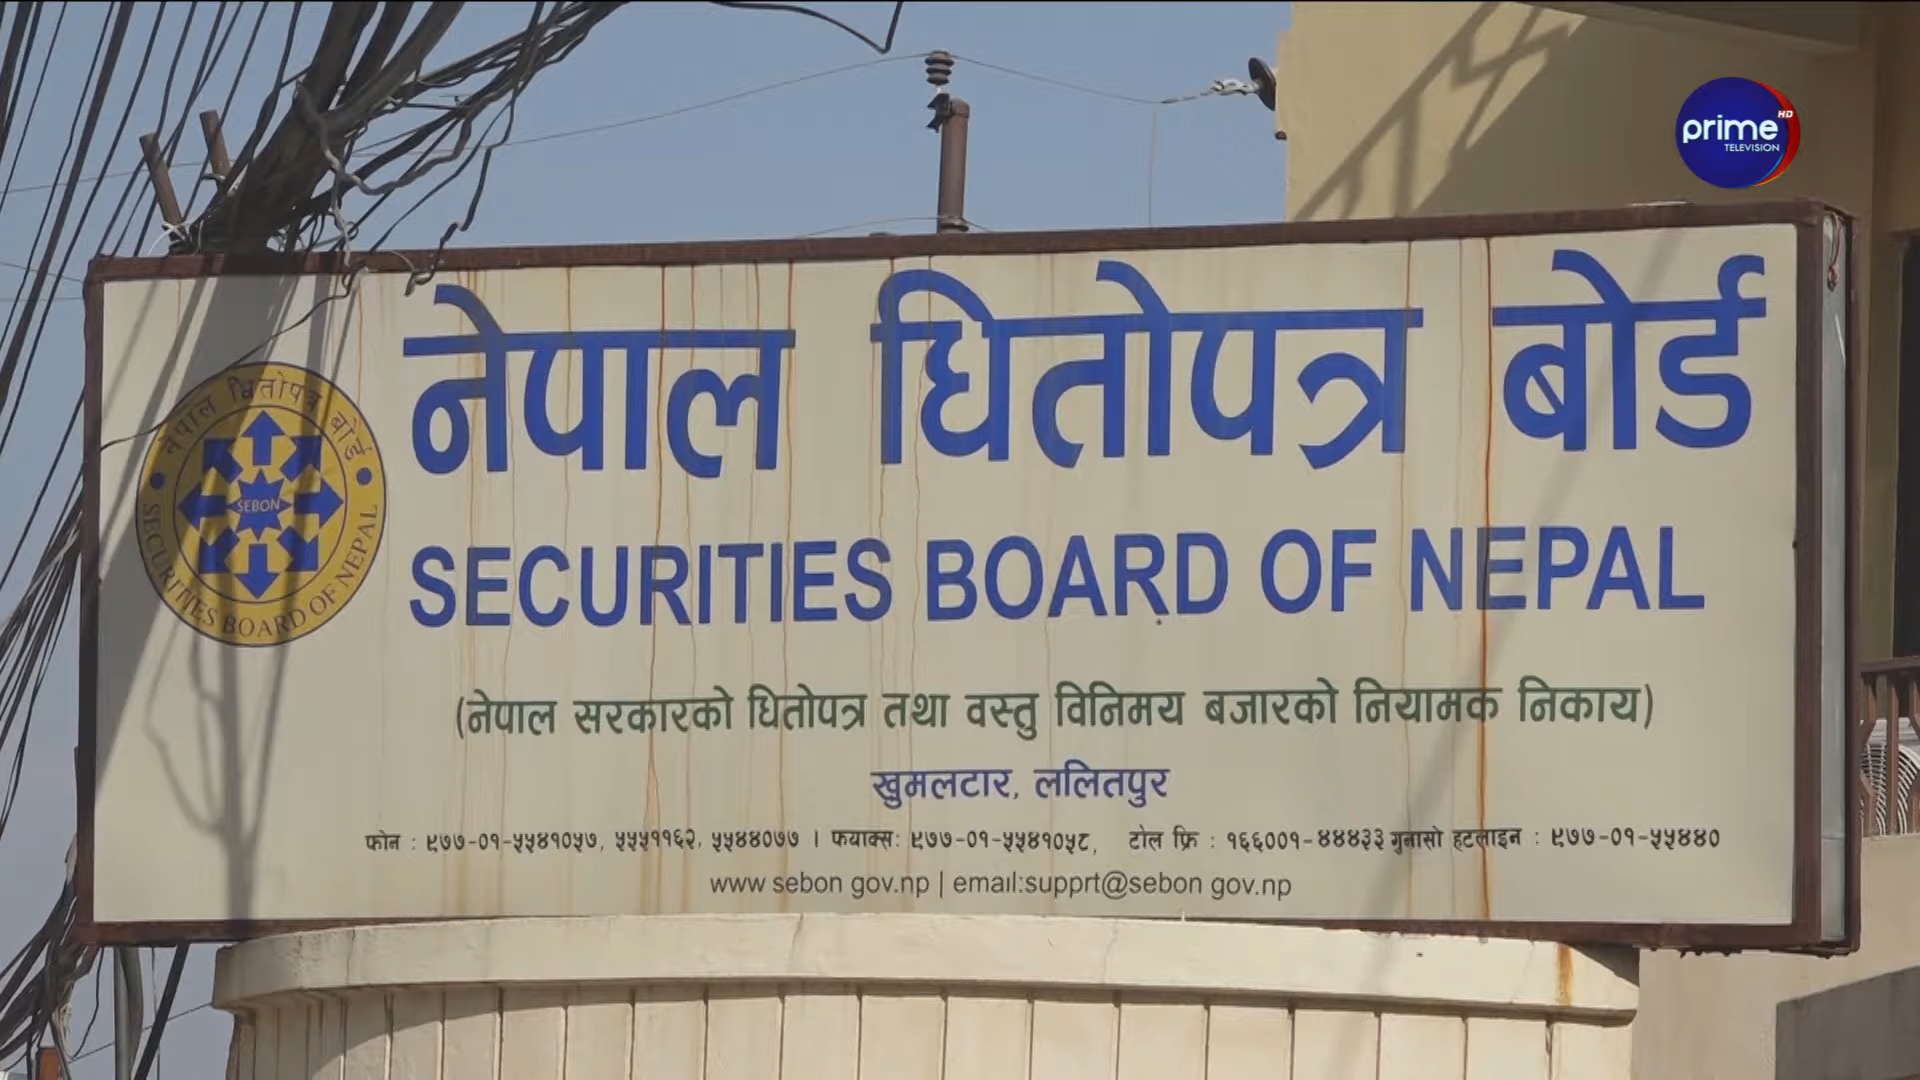 prime HD
TELEVISION
नेपाल धितोपत्र बोर्ड
SECURITIES BOARD OF NEPAL
नेपाल धितोपत्र बोर्ड
SEBON
SECURITIES BOARD OF NEPAL
(नेपाल सरकारको धितोपत्र तथा वस्तु विनिमय बजारको नियामक निकाय)
खुमलटार, ललितपुर
फोन : ९७७-०१-५५४१०५७, ५५५११६२, ५५४४०७७ । फयाक्स: ९७७-०१-५५४१०५८, टोल फ्रि : १६६००१-४४४३३ गुनासो हटलाइन : ९७७-०१-५५४४०
www sebon gov.np | email:supprt@sebon gov.np